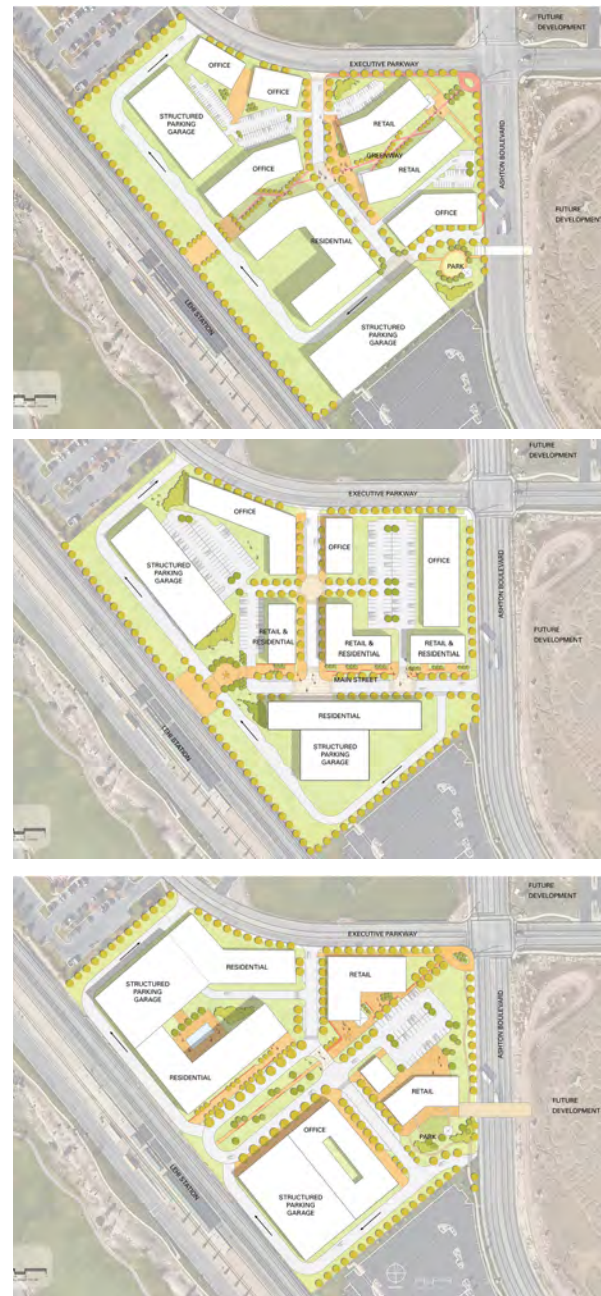 FUTURE
DEVELOPMENT
EXECUTIVE PARKWAY
OFFICE
OFFICE
STRUCTURED
PARKING
GARAGE
RETAIL
GREENWAY
RETAIL
ASHTON BOULEVARD
OFFICE
OFFICE
FUTURE
DEVELOPMENT
RESIDENTIAL
PARK
LEHI STATION
STRUCTURED
PARKING
GARAGE
FUTURE
DEVELOPMENT
EXECUTIVE PARKWAY
OFFICE
OFFICE
OFFICE
STRUCTURED
PARKING
GARAGE
ASHTON BOULEVARD
FUTURE
DEVELOPMENT
RETAIL &
RESIDENTIAL
RETAIL &
RESIDENTIAL
RETAIL &
RESIDENTIAL
MAIN STREET
LEHI STATION
RESIDENTIAL
STRUCTURED
PARKING
GARAGE
FUTURE
DEVELOPMENT
EXECUTIVE PARKWAY
RESIDENTIAL
RETAIL
STRUCTURED
PARKING
GARAGE
ASHTON BOULEVARD
RESIDENTIAL
RETAIL
FUTURE
DEVELOPMENT
OFFICE
PARK
LEHI STATION
STRUCTURED
PARKING
GARAGE